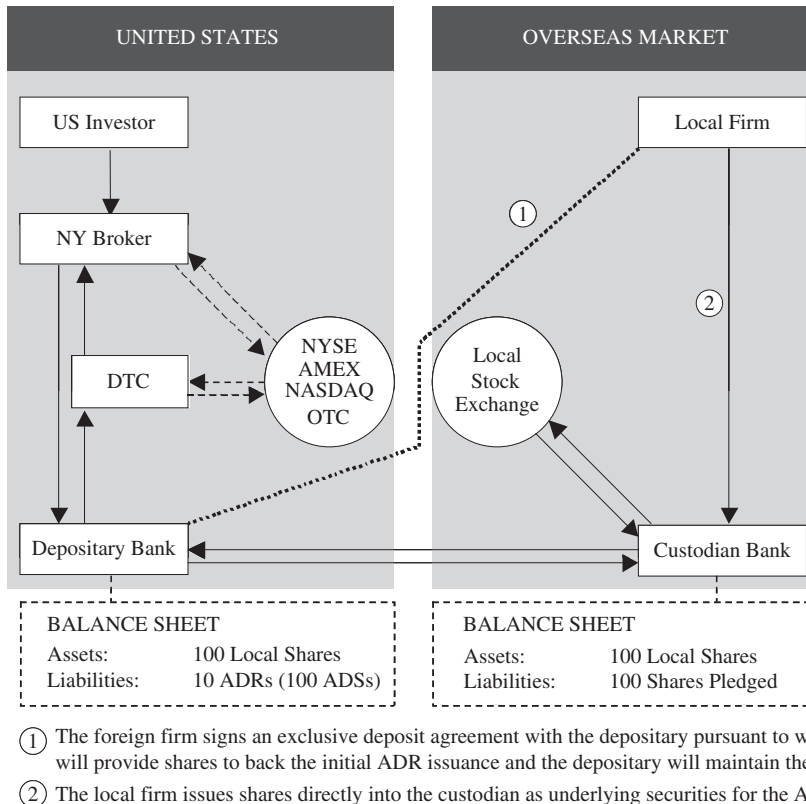 UNITED STATES
OVERSEAS MARKET
US Investor
Local Firm
1
NY Broker
2
NYSE
AMEX
NASDAQ
OTC
Local
Stock
Exchange
DTC
Depositary Bank
Custodian Bank
BALANCE SHEET
Assets: 100 Local Shares
Liabilities: 10 ADRs (100 ADSs)
BALANCE SHEET
Assets: 100 Local Shares
Liabilities: 100 Shares Pledged
1 The foreign firm signs an exclusive deposit agreement with the depositary pursuant to
will provide shares to back the initial ADR issuance and the depositary will maintain the
2 The local firm issues shares directly into the custodian as underlying securities for the